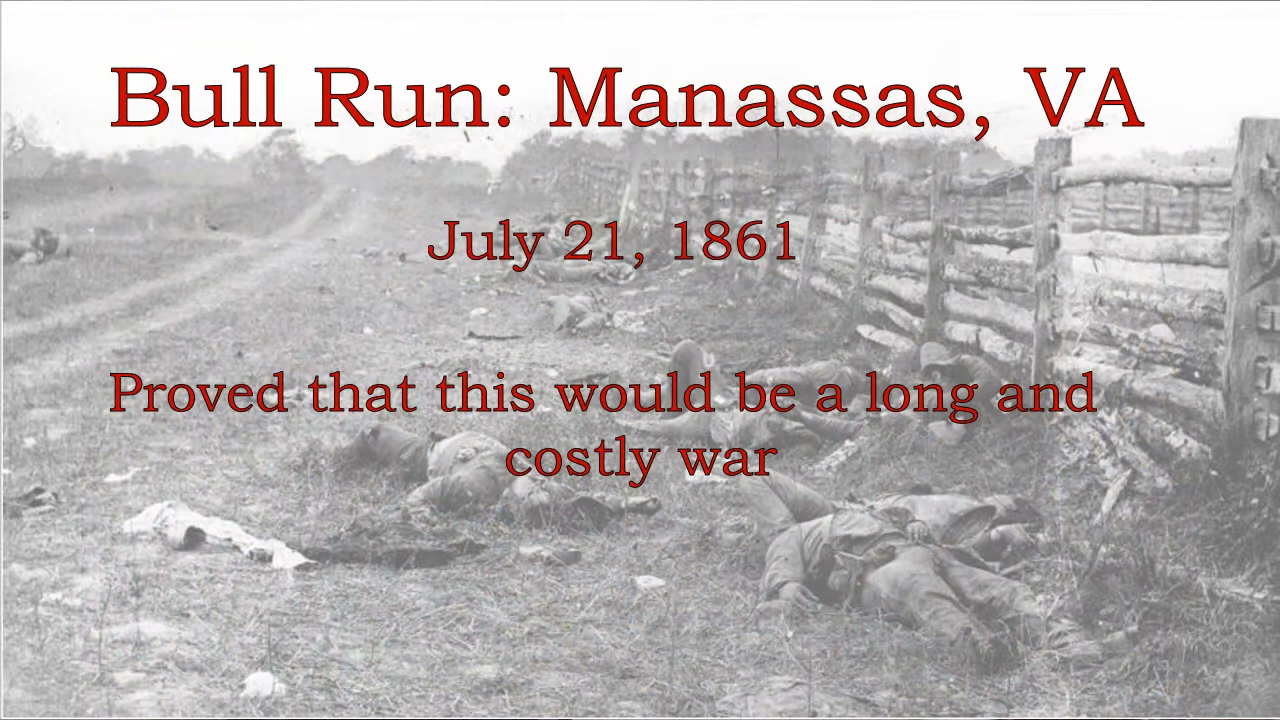 Bull Run: Manassas, VA
July 21, 1861
Proved that this would be a long and
costly war